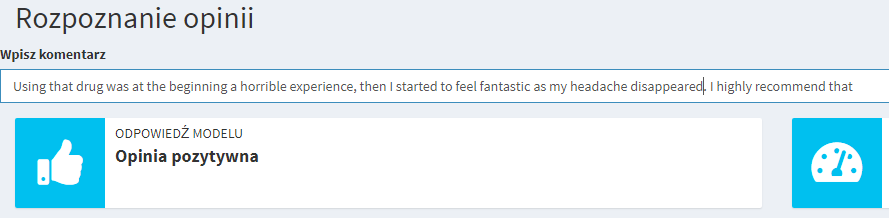 Rozpoznanie opinii
Wpisz komentarz
Using that drug was at the beginning a horrible experience, then I started to feel fantastic as my headache disappeared. I highly recommend that
ODPOWIEDŹ MODELU
Opinia pozytywna